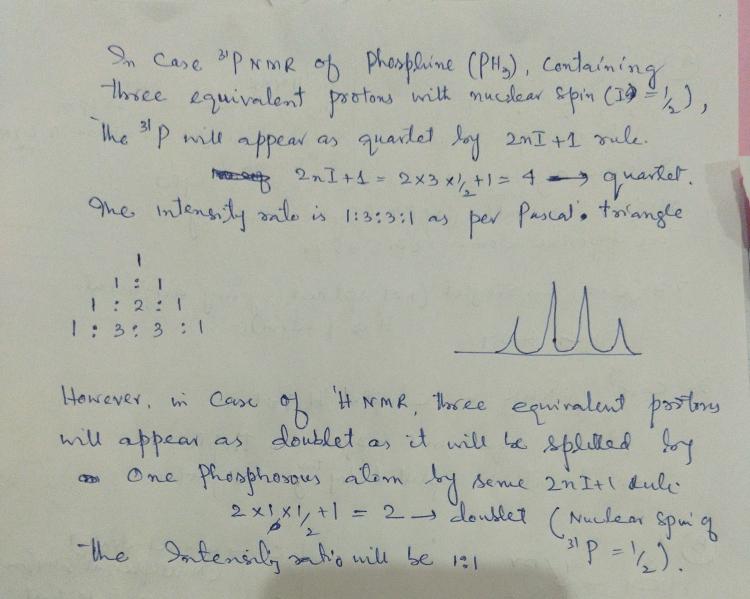 In Case ³¹P NMR of Phosphine (PH₃), Containing
three equivalent protons with nuclear spin (I = 1/2),
The ³¹P will appear as quartet by 2nI+1 rule.
2nI+1 = 2×3×1/2+1 = 4 → quartet.
The intensity ratio is 1:3:3:1 as per Pascal's triangle
1
1 : 1
1 : 2 : 1
1 : 3 : 3 : 1
However, in case of ¹H NMR, three equivalent protons
will appear as doublet as it will be splitted by
One Phosphorous atom by same 2nI+1 rule.
2×1×1/2+1 = 2 → doublet (Nuclear spin of
³¹P = 1/2).
The Intensity ratio will be 1:1